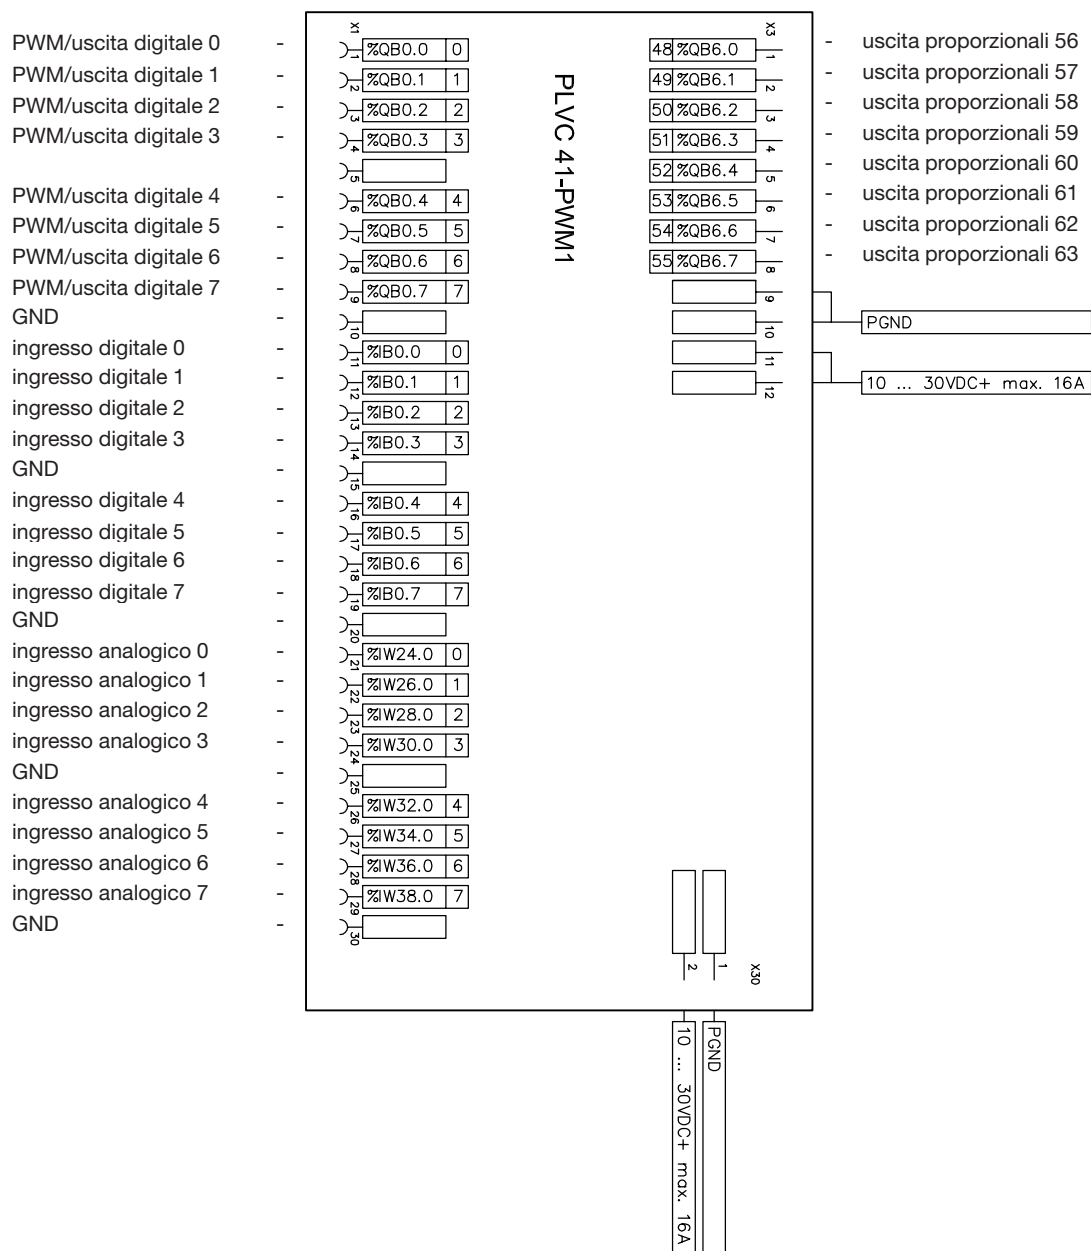 X1
PWM/uscita digitale 0 - 1 %QB0.0 0
PWM/uscita digitale 1 - 2 %QB0.1 1
PWM/uscita digitale 2 - 3 %QB0.2 2
PWM/uscita digitale 3 - 4 %QB0.3 3
5
PWM/uscita digitale 4 - 6 %QB0.4 4
PWM/uscita digitale 5 - 7 %QB0.5 5
PWM/uscita digitale 6 - 8 %QB0.6 6
PWM/uscita digitale 7 - 9 %QB0.7 7
GND - 10
ingresso digitale 0 - 11 %IB0.0 0
ingresso digitale 1 - 12 %IB0.1 1
ingresso digitale 2 - 13 %IB0.2 2
ingresso digitale 3 - 14 %IB0.3 3
GND - 15
ingresso digitale 4 - 16 %IB0.4 4
ingresso digitale 5 - 17 %IB0.5 5
ingresso digitale 6 - 18 %IB0.6 6
ingresso digitale 7 - 19 %IB0.7 7
GND - 20
ingresso analogico 0 - 21 %IW24.0 0
ingresso analogico 1 - 22 %IW26.0 1
ingresso analogico 2 - 23 %IW28.0 2
ingresso analogico 3 - 24 %IW30.0 3
GND - 25
ingresso analogico 4 - 26 %IW32.0 4
ingresso analogico 5 - 27 %IW34.0 5
ingresso analogico 6 - 28 %IW36.0 6
ingresso analogico 7 - 29 %IW38.0 7
GND - 30
PLVC 41-PWM1
X3
48 %QB6.0 1 - uscita proporzionali 56
49 %QB6.1 2 - uscita proporzionali 57
50 %QB6.2 3 - uscita proporzionali 58
51 %QB6.3 4 - uscita proporzionali 59
52 %QB6.4 5 - uscita proporzionali 60
53 %QB6.5 6 - uscita proporzionali 61
54 %QB6.6 7 - uscita proporzionali 62
55 %QB6.7 8 - uscita proporzionali 63
9
10 PGND
11
12 10 ... 30VDC+ max. 16A
X30
1 PGND
2 10 ... 30VDC+ max. 16A